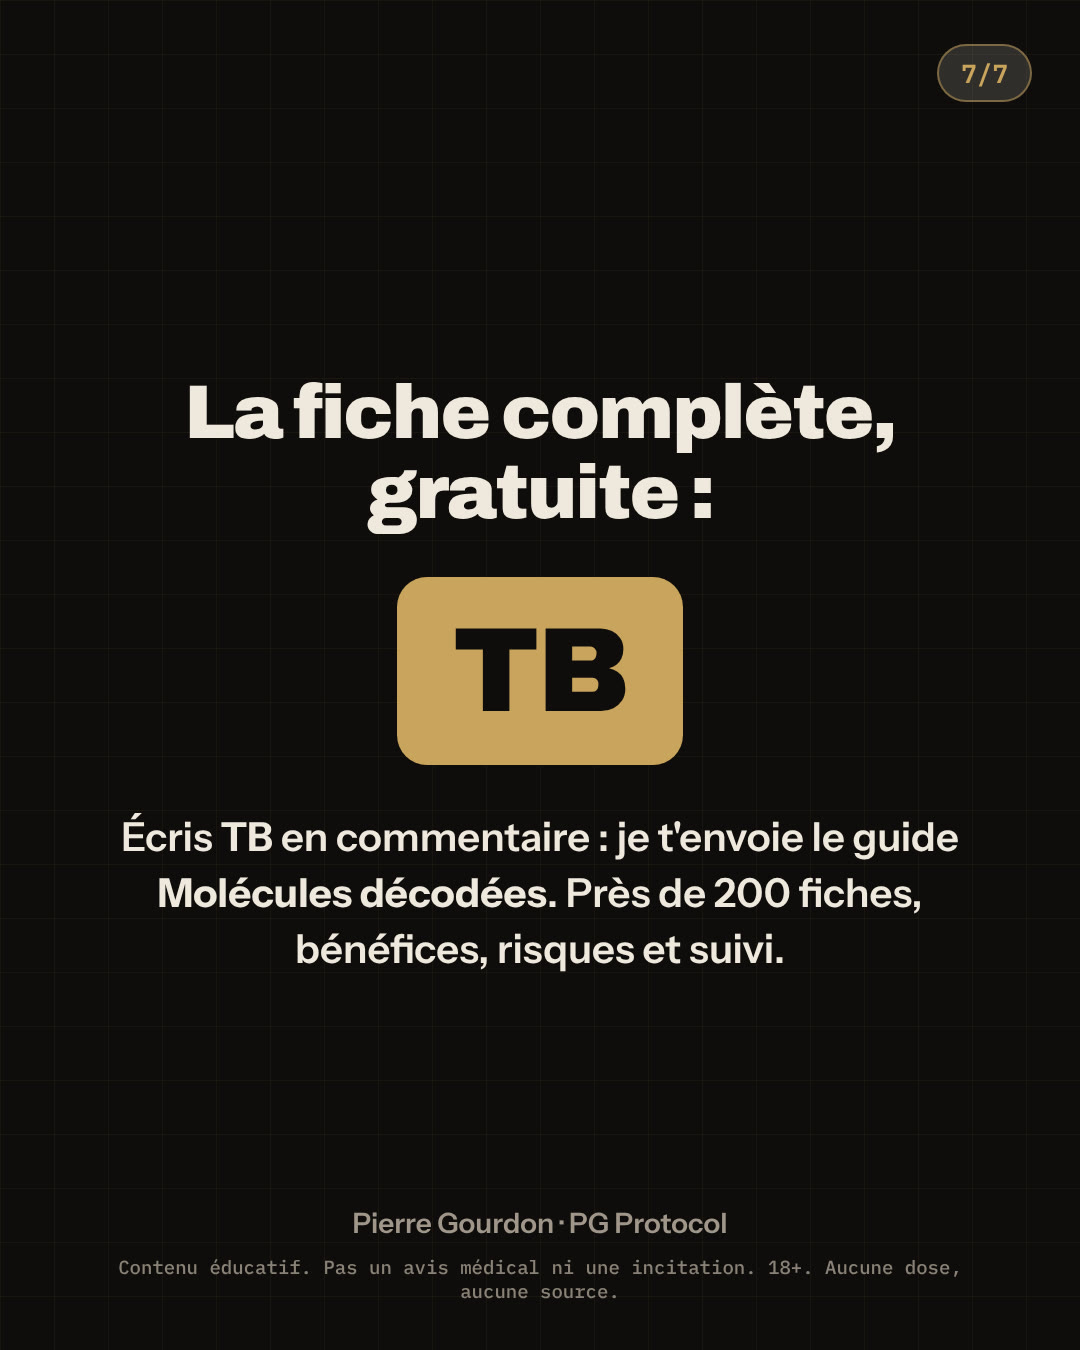 7/7
La fiche complète,
gratuite :
TB
Écris TB en commentaire : je t'envoie le guide
Molécules décodées. Près de 200 fiches,
bénéfices, risques et suivi.
Pierre Gourdon · PG Protocol
Contenu éducatif. Pas un avis médical ni une incitation. 18+. Aucune dose,
aucune source.